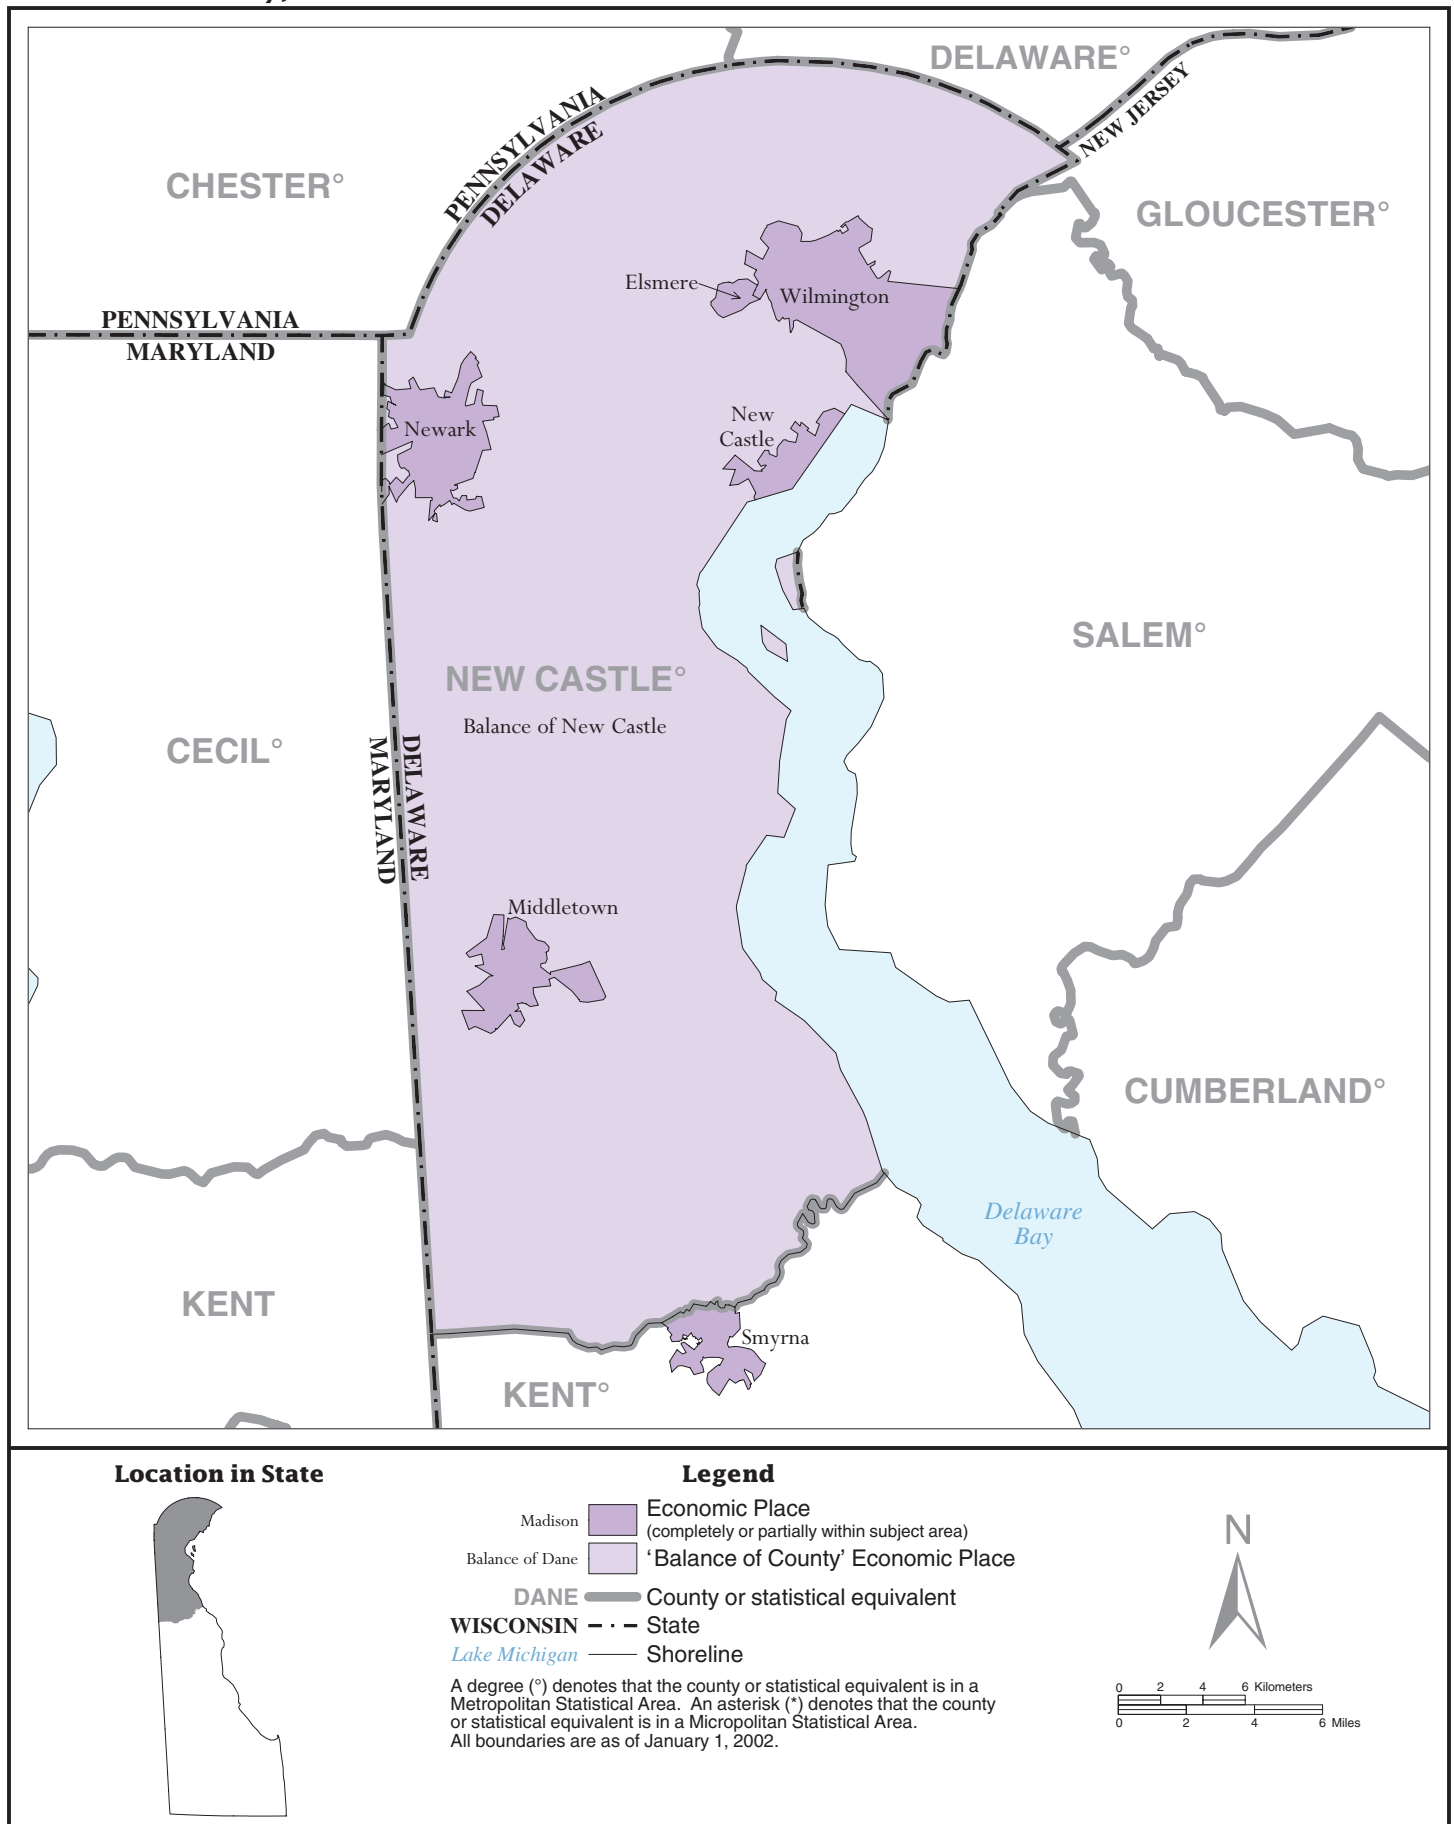 DELAWARE°
NEW JERSEY
PENNSYLVANIA
DELAWARE
CHESTER°
GLOUCESTER°
Elsmere
Wilmington
PENNSYLVANIA
MARYLAND
New
Castle
Newark
SALEM°
NEW CASTLE°
Balance of New Castle
CECIL°
MARYLAND
DELAWARE
Middletown
CUMBERLAND°
Delaware
Bay
KENT
Smyrna
KENT°
Location in State
Legend
Madison
Economic Place
(completely or partially within subject area)
Balance of Dane
‘Balance of County’ Economic Place
DANE
County or statistical equivalent
WISCONSIN
State
Lake Michigan
Shoreline
A degree (°) denotes that the county or statistical equivalent is in a
Metropolitan Statistical Area. An asterisk (*) denotes that the county
or statistical equivalent is in a Micropolitan Statistical Area.
All boundaries are as of January 1, 2002.
N
0 2 4 6 Kilometers
0 2 4 6 Miles